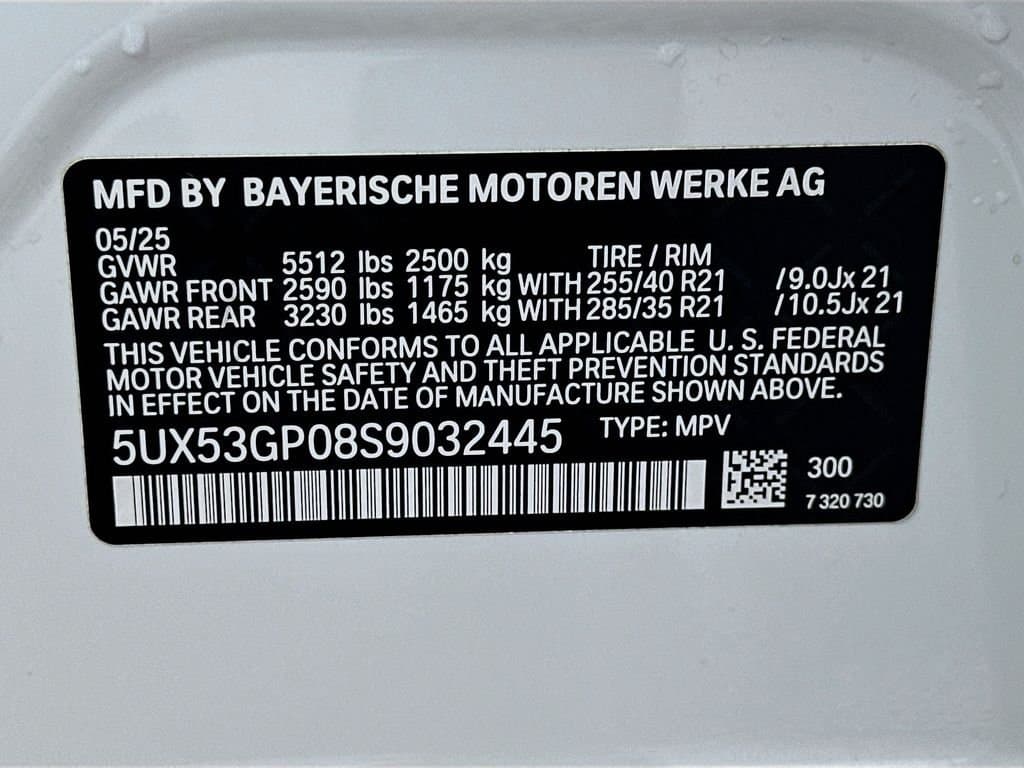 MFD BY BAYERISCHE MOTOREN WERKE AG
05/25
GVWR 5512 lbs 2500 kg TIRE / RIM
GAWR FRONT 2590 lbs 1175 kg WITH 255/40 R21 /9.0Jx 21
GAWR REAR 3230 lbs 1465 kg WITH 285/35 R21 /10.5Jx 21
THIS VEHICLE CONFORMS TO ALL APPLICABLE U. S. FEDERAL
MOTOR VEHICLE SAFETY AND THEFT PREVENTION STANDARDS
IN EFFECT ON THE DATE OF MANUFACTURE SHOWN ABOVE.
5UX53GP08S9032445 TYPE: MPV
300
7 320 730